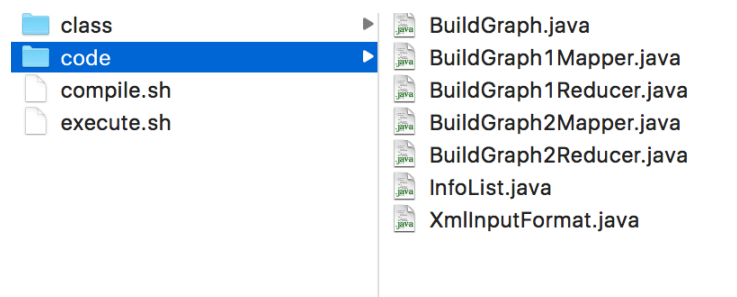 class
code
compile.sh
execute.sh
BuildGraph.java
BuildGraph1Mapper.java
BuildGraph1Reducer.java
BuildGraph2Mapper.java
BuildGraph2Reducer.java
InfoList.java
XmlInputFormat.java